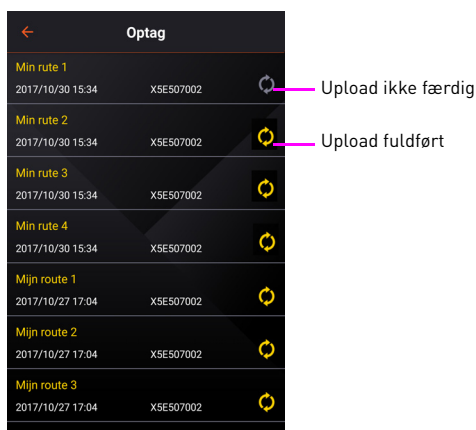 Optag
Min rute 1
2017/10/30 15:34 X5E507002
Upload ikke færdig
Min rute 2
2017/10/30 15:34 X5E507002
Upload fuldført
Min rute 3
2017/10/30 15:34 X5E507002
Min rute 4
2017/10/30 15:34 X5E507002
Mijn route 1
2017/10/27 17:04 X5E507002
Mijn route 2
2017/10/27 17:04 X5E507002
Mijn route 3
2017/10/27 17:04 X5E507002